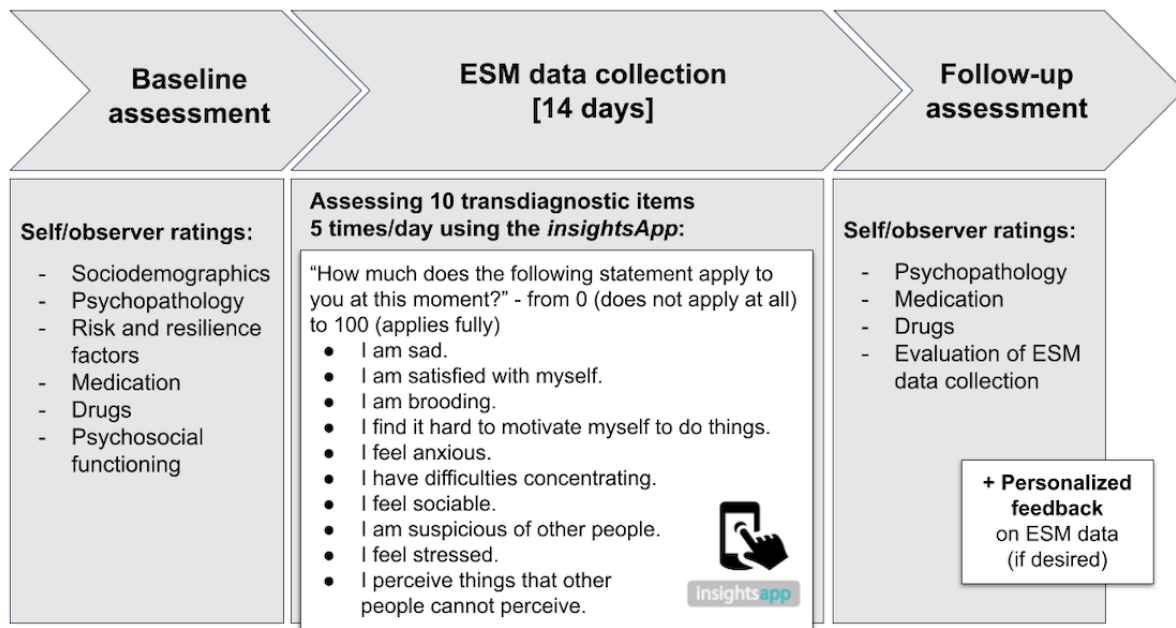 Baseline
assessment
ESM data collection
[14 days]
Follow-up
assessment
Self/observer ratings:
- Sociodemographics
- Psychopathology
- Risk and resilience
factors
- Medication
- Drugs
- Psychosocial
functioning
Assessing 10 transdiagnostic items
5 times/day using the insightsApp:
“How much does the following statement apply to
you at this moment?” - from 0 (does not apply at all)
to 100 (applies fully)
● I am sad.
● I am satisfied with myself.
● I am brooding.
● I find it hard to motivate myself to do things.
● I feel anxious.
● I have difficulties concentrating.
● I feel sociable.
● I am suspicious of other people.
● I feel stressed.
● I perceive things that other
people cannot perceive.
insightsapp
Self/observer ratings:
- Psychopathology
- Medication
- Drugs
- Evaluation of ESM
data collection
+ Personalized
feedback
on ESM data
(if desired)